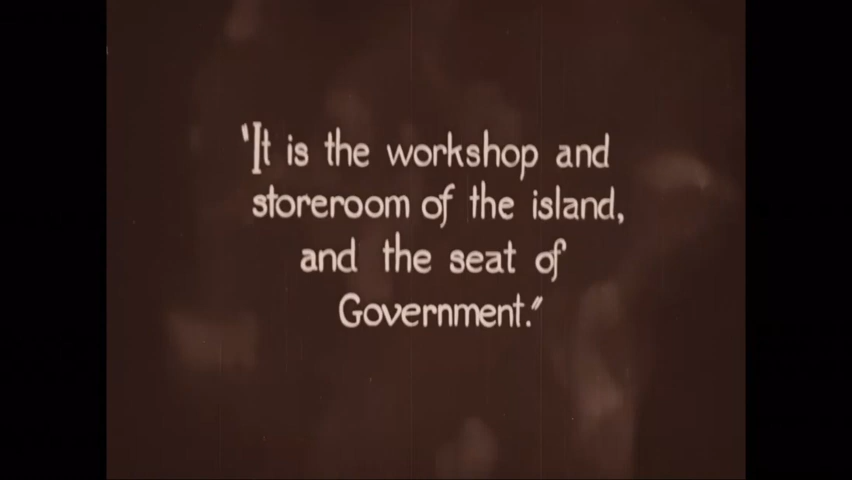 "It is the workshop and
storeroom of the island,
and the seat of
Government."